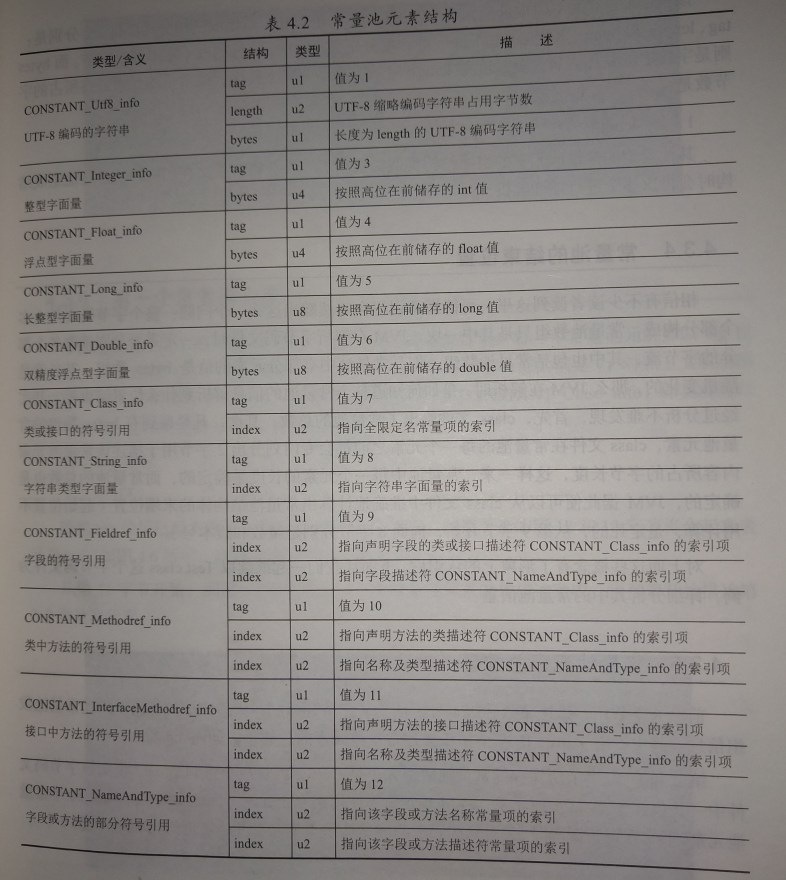 表 4.2 常量池元素结构
类型/含义 结构 类型 描 述
CONSTANT_Utf8_info
UTF-8 编码的字符串
tag u1 值为 1
length u2 UTF-8 缩略编码字符串占用字节数
bytes u1 长度为 length 的 UTF-8 编码字符串
CONSTANT_Integer_info
整型字面量
tag u1 值为 3
bytes u4 按照高位在前储存的 int 值
CONSTANT_Float_info
浮点型字面量
tag u1 值为 4
bytes u4 按照高位在前储存的 float 值
CONSTANT_Long_info
长整型字面量
tag u1 值为 5
bytes u8 按照高位在前储存的 long 值
CONSTANT_Double_info
双精度浮点型字面量
tag u1 值为 6
bytes u8 按照高位在前储存的 double 值
CONSTANT_Class_info
类或接口的符号引用
tag u1 值为 7
index u2 指向全限定名常量项的索引
CONSTANT_String_info
字符串类型字面量
tag u1 值为 8
index u2 指向字符串字面量的索引
CONSTANT_Fieldref_info
字段的符号引用
tag u1 值为 9
index u2 指向声明字段的类或接口描述符 CONSTANT_Class_info 的索引项
index u2 指向字段描述符 CONSTANT_NameAndType_info 的索引项
CONSTANT_Methodref_info
类中方法的符号引用
tag u1 值为 10
index u2 指向声明方法的类描述符 CONSTANT_Class_info 的索引项
index u2 指向名称及类型描述符 CONSTANT_NameAndType_info 的索引项
CONSTANT_InterfaceMethodref_info
接口中方法的符号引用
tag u1 值为 11
index u2 指向声明方法的接口描述符 CONSTANT_Class_info 的索引项
index u2 指向名称及类型描述符 CONSTANT_NameAndType_info 的索引项
CONSTANT_NameAndType_info
字段或方法的部分符号引用
tag u1 值为 12
index u2 指向该字段或方法名称常量项的索引
index u2 指向该字段或方法描述符常量项的索引